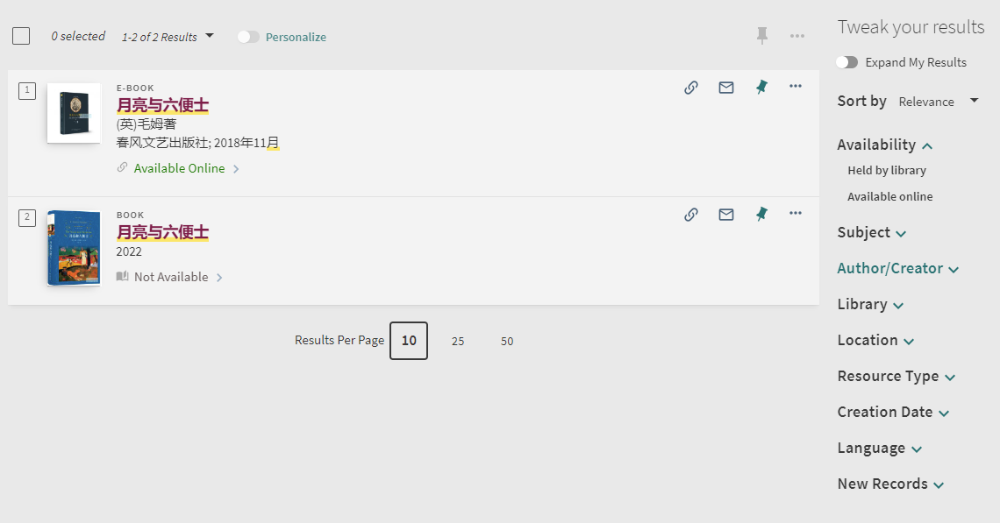 0 selected 1-2 of 2 Results Personalize
1
E-BOOK
月亮与六便士
(英)毛姆著
春风文艺出版社; 2018年11月
Available Online
2
BOOK
月亮与六便士
2022
Not Available
Results Per Page 10 25 50
Tweak your results
Expand My Results
Sort by Relevance
Availability
Held by library
Available online
Subject
Author/Creator
Library
Location
Resource Type
Creation Date
Language
New Records